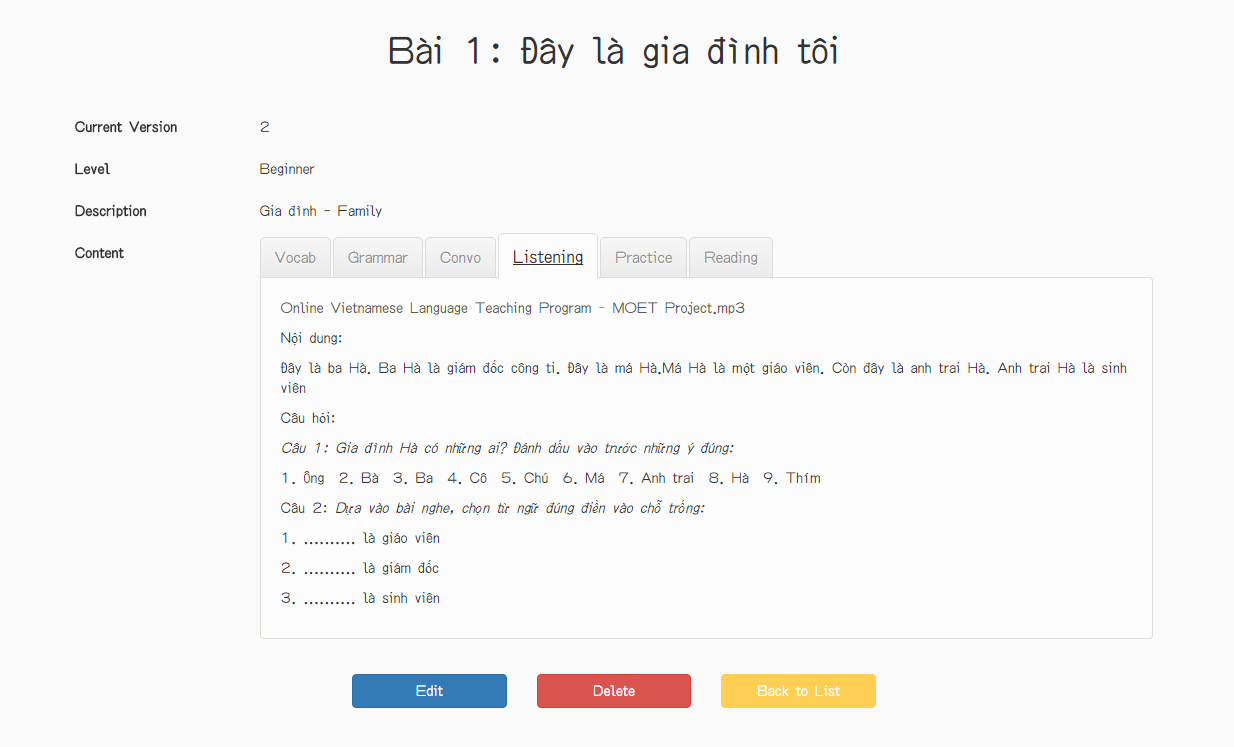 Bài 1: Đây là gia đình tôi
Current Version 2
Level Beginner
Description Gia đình - Family
Content
Vocab Grammar Convo Listening Practice Reading
Online Vietnamese Language Teaching Program - MOET Project.mp3
Nội dung:
Đây là ba Hà. Ba Hà là giám đốc công ti. Đây là má Hà.Má Hà là một giáo viên. Còn đây là anh trai Hà. Anh trai Hà là sinh
viên
Câu hỏi:
Câu 1: Gia đình Hà có những ai? Đánh dấu vào trước những ý đúng:
1. Ông 2. Bà 3. Ba 4. Cô 5. Chú 6. Má 7. Anh trai 8. Hà 9. Thím
Câu 2: Dựa vào bài nghe, chọn từ ngữ đúng điền vào chỗ trống:
1. .......... là giáo viên
2. .......... là giám đốc
3. .......... là sinh viên
Edit Delete Back to List